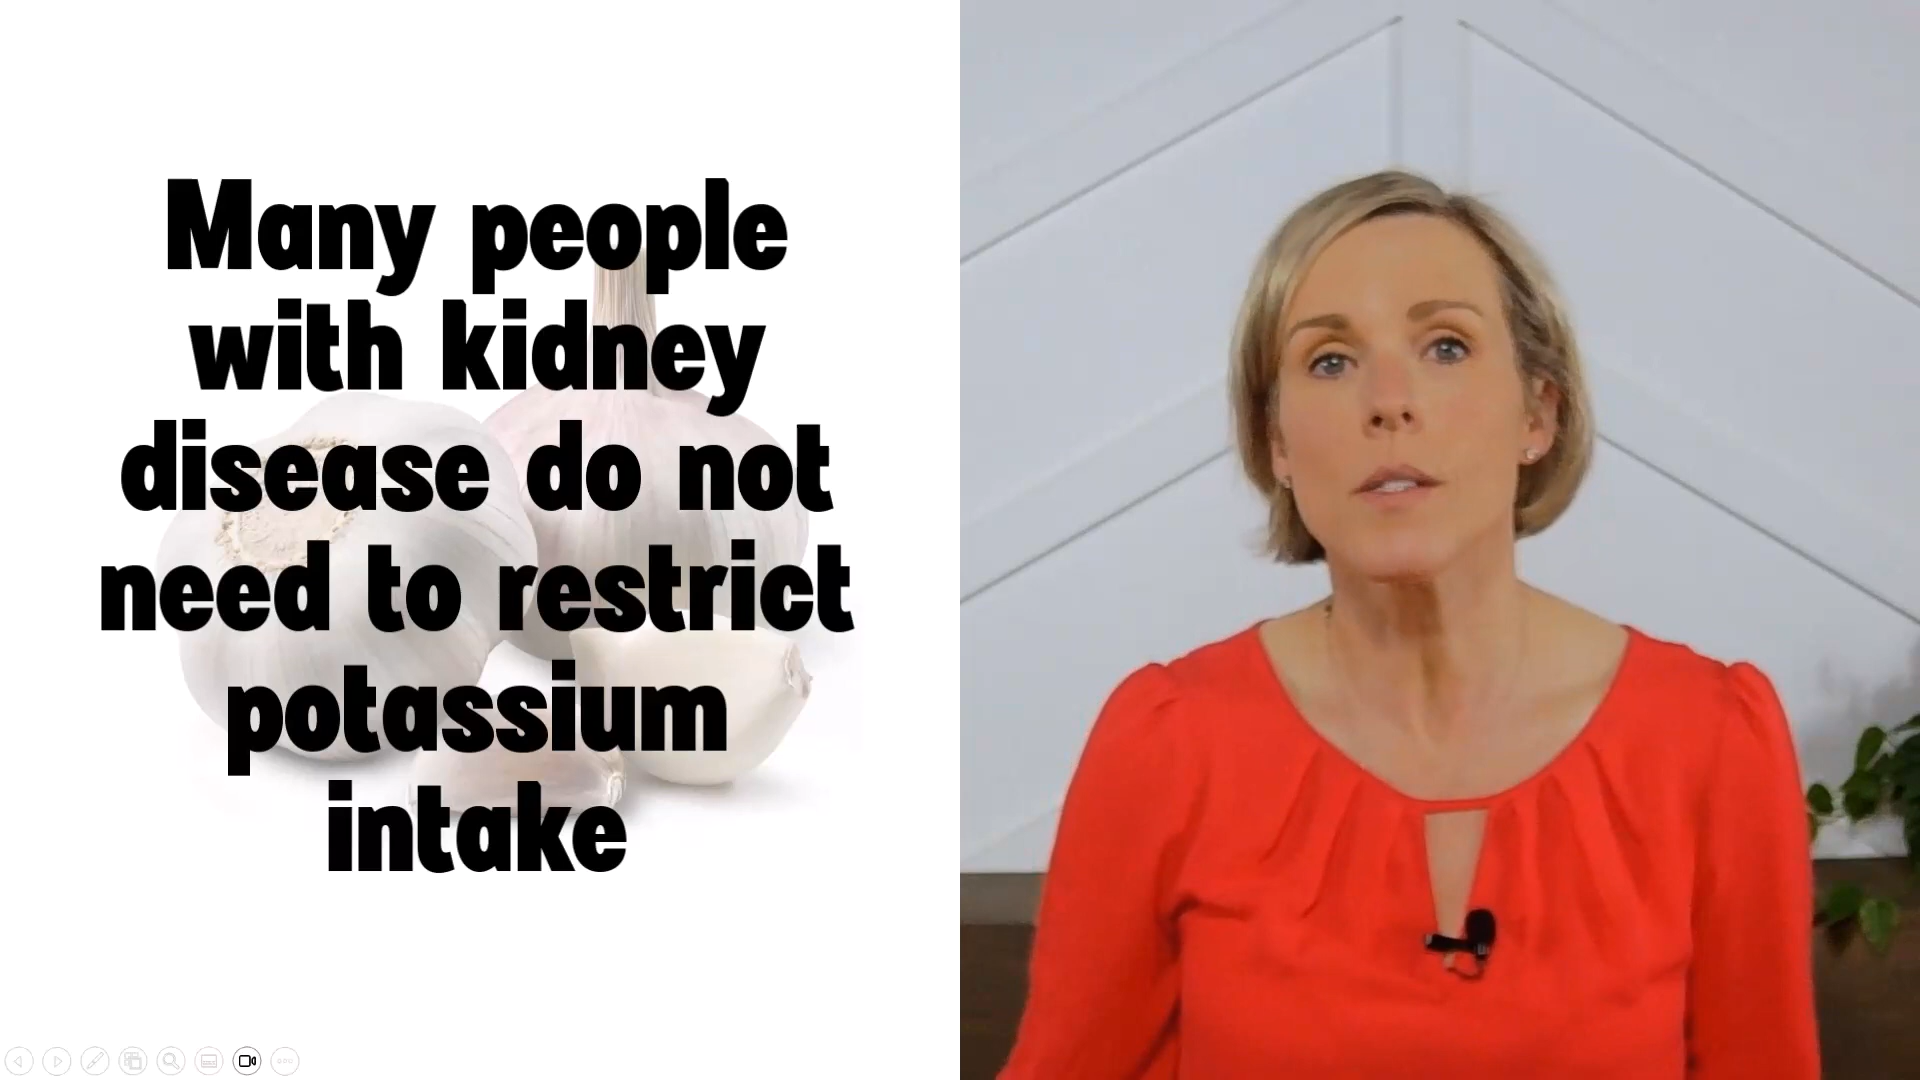 Many people
with kidney
disease do not
need to restrict
potassium
intake